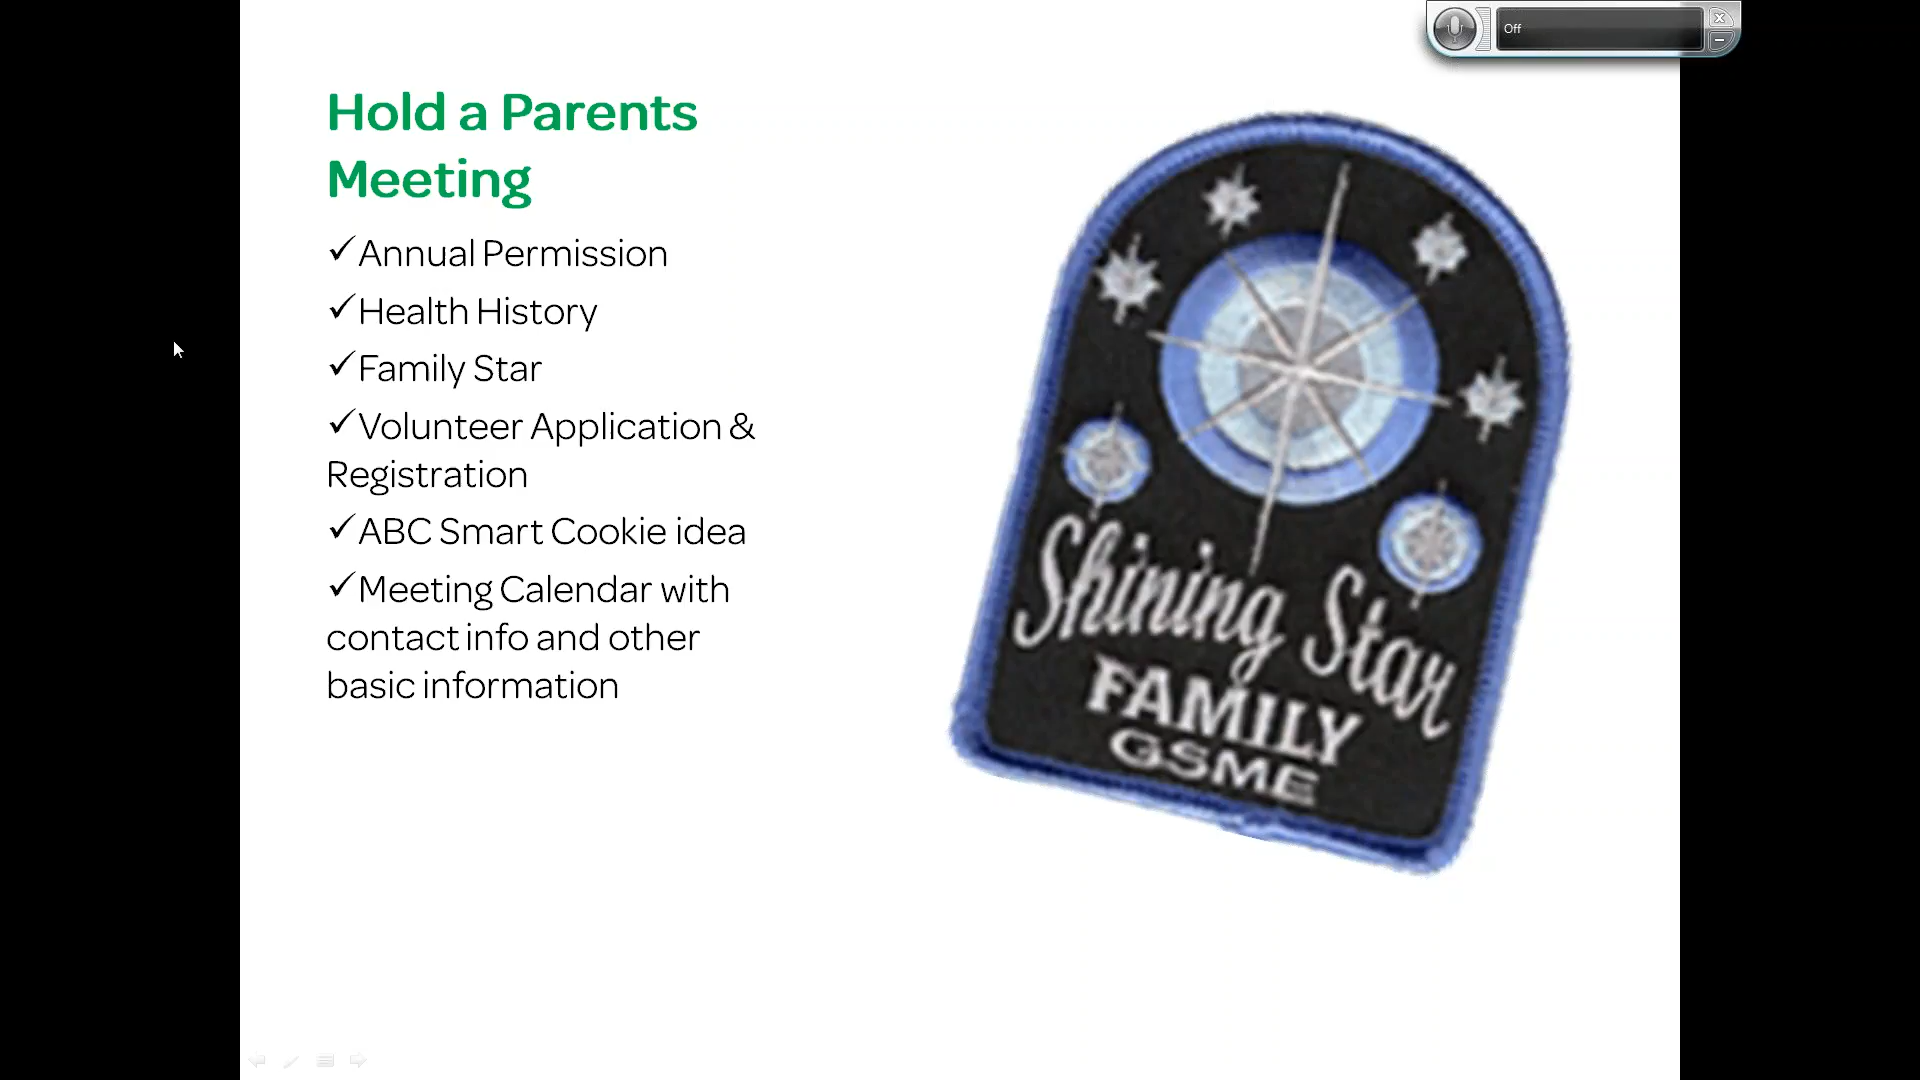 Off
Hold a Parents
Meeting
✓Annual Permission
✓Health History
✓Family Star
✓Volunteer Application &
Registration
✓ABC Smart Cookie idea
✓Meeting Calendar with
contact info and other
basic information
Shining Star
FAMILY
GSME